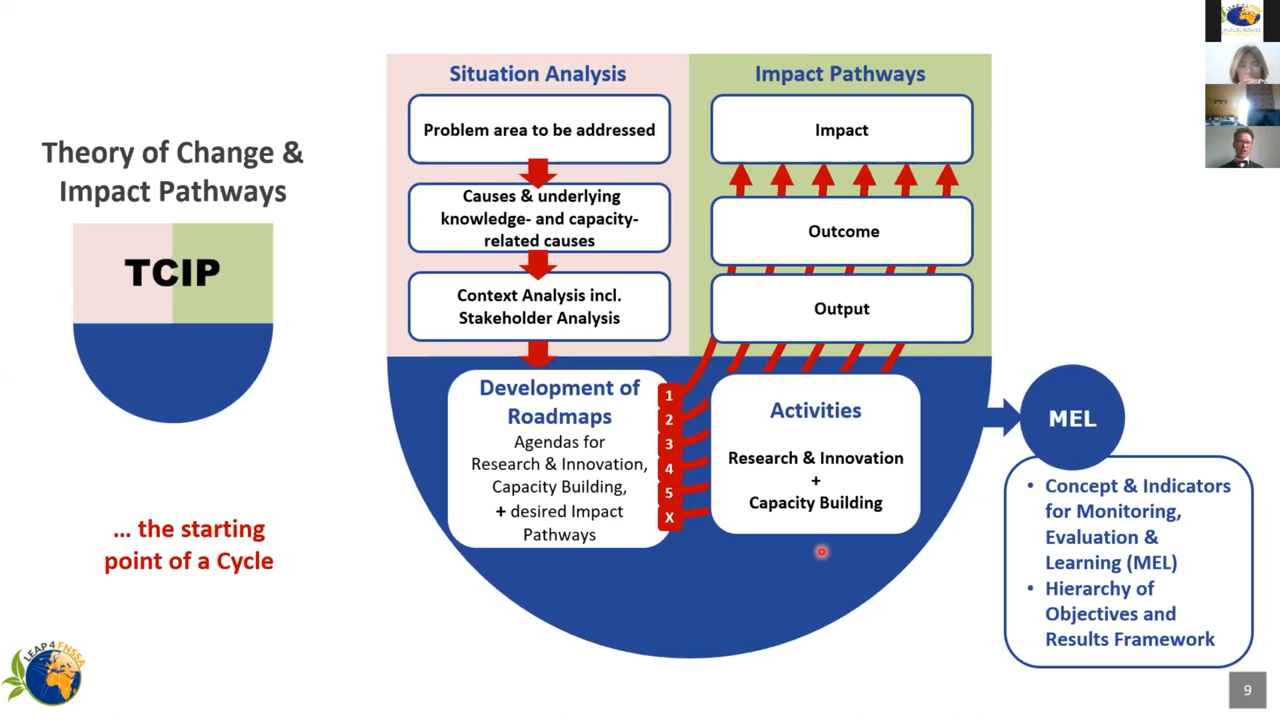 Theory of Change &
Impact Pathways
TCIP
... the starting
point of a Cycle
LEAP4FNSSA
Situation Analysis
Problem area to be addressed
Causes & underlying
knowledge- and capacity-
related causes
Context Analysis incl.
Stakeholder Analysis
Development of
Roadmaps
Agendas for
Research & Innovation,
Capacity Building,
+ desired Impact
Pathways
1
2
3
4
5
X
Impact Pathways
Impact
Outcome
Output
Activities
Research & Innovation
+
Capacity Building
MEL
• Concept & Indicators
for Monitoring,
Evaluation &
Learning (MEL)
• Hierarchy of
Objectives and
Results Framework
9